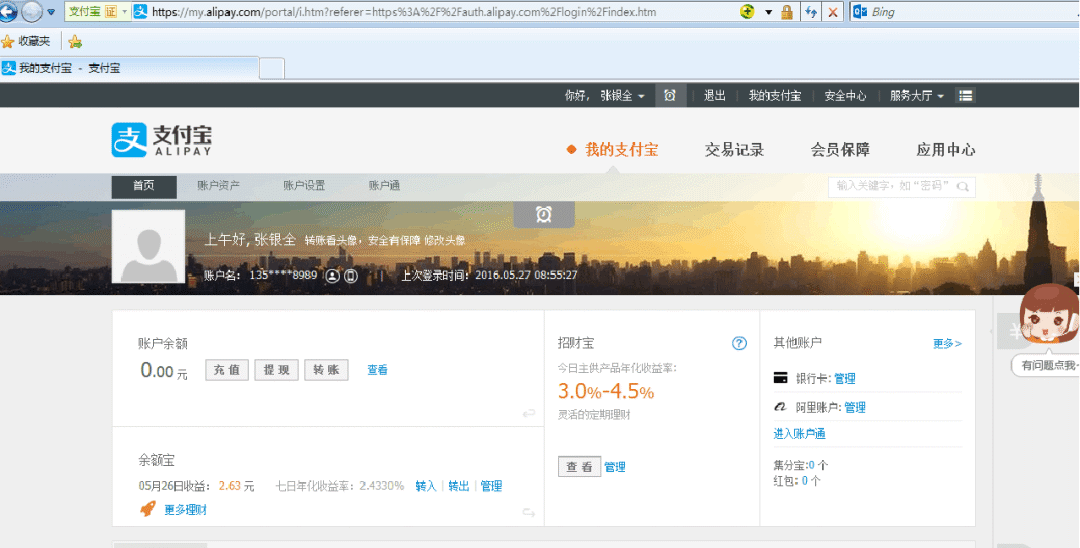 支付宝 证 https://my.alipay.com/portal/i.htm?referer=https%3A%2F%2Fauth.alipay.com%2Flogin%2Findex.htm Bing
收藏夹
我的支付宝 - 支付宝
你好, 张银全 退出 我的支付宝 安全中心 服务大厅
支 支付宝 ALIPAY
我的支付宝 交易记录 会员保障 应用中心
首页 账户资产 账户设置 账户通 输入关键字，如“密码”
上午好, 张银全 转账看头像，安全有保障 修改头像
账户名： 135****8989 上次登录时间：2016.05.27 08:55:27
账户余额
0.00 元 充 值 提 现 转 账 查看
余额宝
05月26日收益： 2.63 元 七日年化收益率：2.4330% 转入 转出 管理
更多理财
招财宝 ?
今日主供产品年化收益率：
3.0%-4.5%
灵活的定期理财
查 看 管理
其他账户 更多>
银行卡: 管理
阿里账户: 管理
进入账户通
集分宝:0 个
红包: 0 个
¥
有问题点我